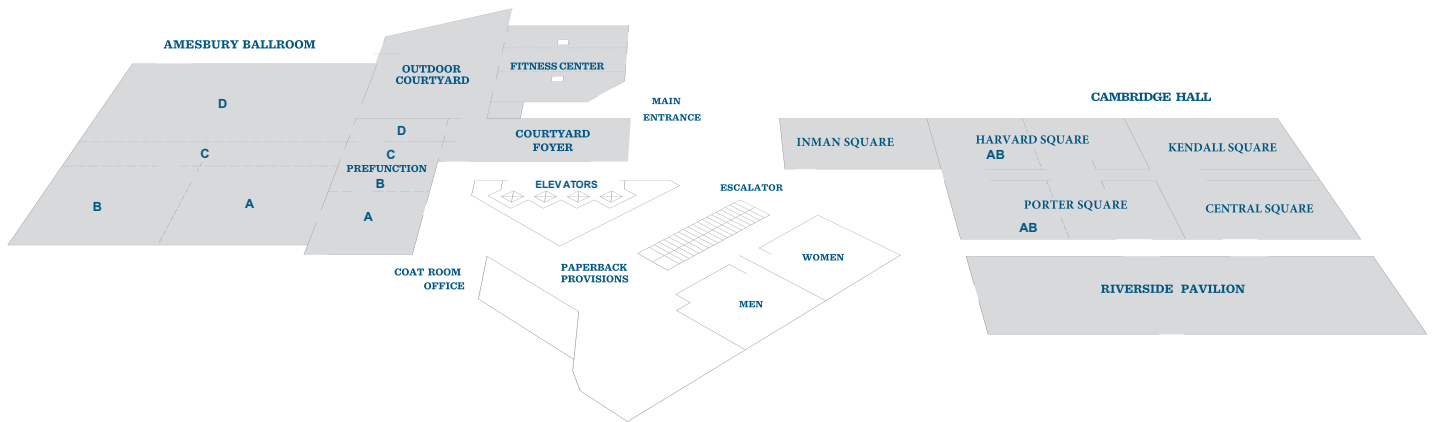 AMESBURY BALLROOM
D
C
B
A
OUTDOOR
COURTYARD
FITNESS CENTER
D
C
PREFUNCTION
B
A
COURTYARD
FOYER
MAIN
ENTRANCE
ELEVATORS
ESCALATOR
COAT ROOM
OFFICE
PAPERBACK
PROVISIONS
WOMEN
MEN
CAMBRIDGE HALL
INMAN SQUARE
HARVARD SQUARE
AB
KENDALL SQUARE
PORTER SQUARE
AB
CENTRAL SQUARE
RIVERSIDE PAVILION